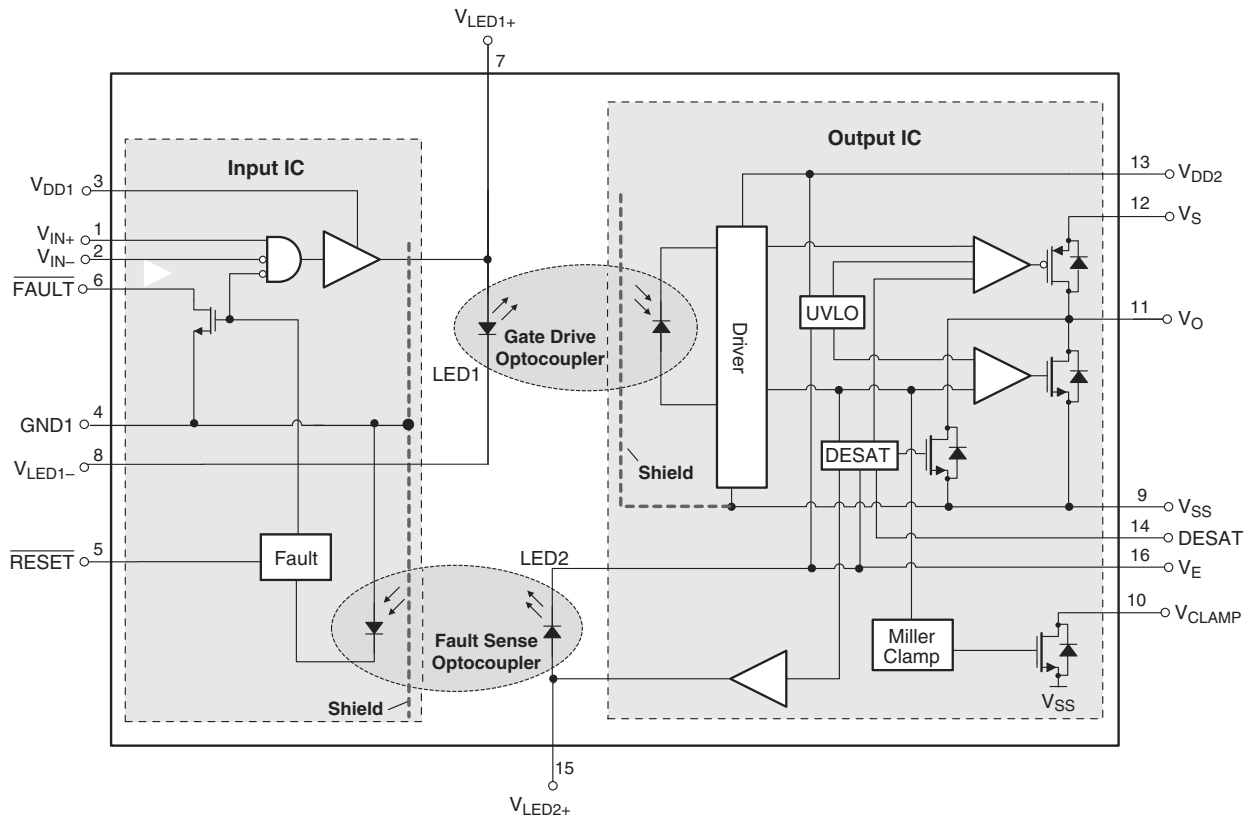 VLED1+
7
Output IC
Input IC
13
VDD2
VDD1
3
12
VS
VIN+
1
VIN–
2
FAULT
6
UVLO
11
VO
Gate Drive
Optocoupler
Driver
LED1
GND1
4
DESAT
VLED1–
8
Shield
9
VSS
14
DESAT
RESET
5
Fault
LED2
16
VE
10
VCLAMP
Fault Sense
Optocoupler
Miller
Clamp
Shield
VSS
15
VLED2+